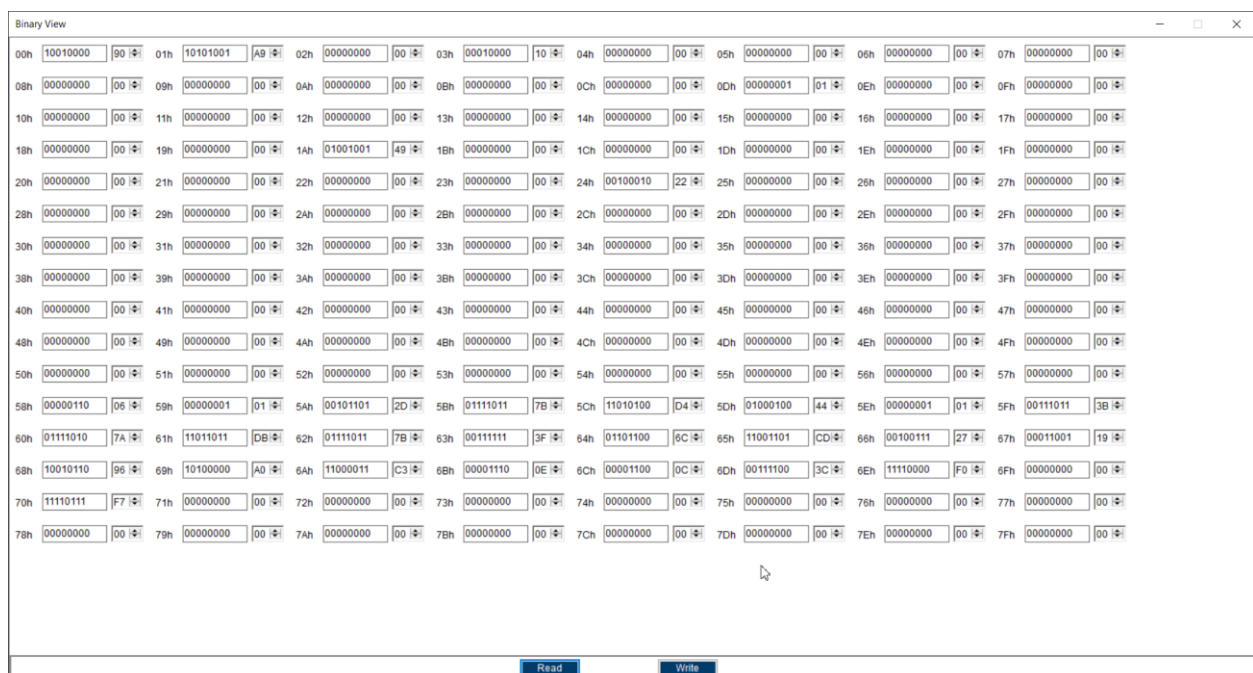 Binary View
00h 10010000 90 01h 10101001 A9 02h 00000000 00 03h 00010000 10 04h 00000000 00 05h 00000000 00 06h 00000000 00 07h 00000000 00
08h 00000000 00 09h 00000000 00 0Ah 00000000 00 0Bh 00000000 00 0Ch 00000000 00 0Dh 00000001 01 0Eh 00000000 00 0Fh 00000000 00
10h 00000000 00 11h 00000000 00 12h 00000000 00 13h 00000000 00 14h 00000000 00 15h 00000000 00 16h 00000000 00 17h 00000000 00
18h 00000000 00 19h 00000000 00 1Ah 01001001 49 1Bh 00000000 00 1Ch 00000000 00 1Dh 00000000 00 1Eh 00000000 00 1Fh 00000000 00
20h 00000000 00 21h 00000000 00 22h 00000000 00 23h 00000000 00 24h 00100010 22 25h 00000000 00 26h 00000000 00 27h 00000000 00
28h 00000000 00 29h 00000000 00 2Ah 00000000 00 2Bh 00000000 00 2Ch 00000000 00 2Dh 00000000 00 2Eh 00000000 00 2Fh 00000000 00
30h 00000000 00 31h 00000000 00 32h 00000000 00 33h 00000000 00 34h 00000000 00 35h 00000000 00 36h 00000000 00 37h 00000000 00
38h 00000000 00 39h 00000000 00 3Ah 00000000 00 3Bh 00000000 00 3Ch 00000000 00 3Dh 00000000 00 3Eh 00000000 00 3Fh 00000000 00
40h 00000000 00 41h 00000000 00 42h 00000000 00 43h 00000000 00 44h 00000000 00 45h 00000000 00 46h 00000000 00 47h 00000000 00
48h 00000000 00 49h 00000000 00 4Ah 00000000 00 4Bh 00000000 00 4Ch 00000000 00 4Dh 00000000 00 4Eh 00000000 00 4Fh 00000000 00
50h 00000000 00 51h 00000000 00 52h 00000000 00 53h 00000000 00 54h 00000000 00 55h 00000000 00 56h 00000000 00 57h 00000000 00
58h 00000110 06 59h 00000001 01 5Ah 00101101 2D 5Bh 01111011 7B 5Ch 11010100 D4 5Dh 01000100 44 5Eh 00000001 01 5Fh 00111011 3B
60h 01111010 7A 61h 11011011 DB 62h 01111011 7B 63h 00111111 3F 64h 01101100 6C 65h 11001101 CD 66h 00100111 27 67h 00011001 19
68h 10010110 96 69h 10100000 A0 6Ah 11000011 C3 6Bh 00001110 0E 6Ch 00001100 0C 6Dh 00111100 3C 6Eh 11110000 F0 6Fh 00000000 00
70h 11110111 F7 71h 00000000 00 72h 00000000 00 73h 00000000 00 74h 00000000 00 75h 00000000 00 76h 00000000 00 77h 00000000 00
78h 00000000 00 79h 00000000 00 7Ah 00000000 00 7Bh 00000000 00 7Ch 00000000 00 7Dh 00000000 00 7Eh 00000000 00 7Fh 00000000 00
Read Write